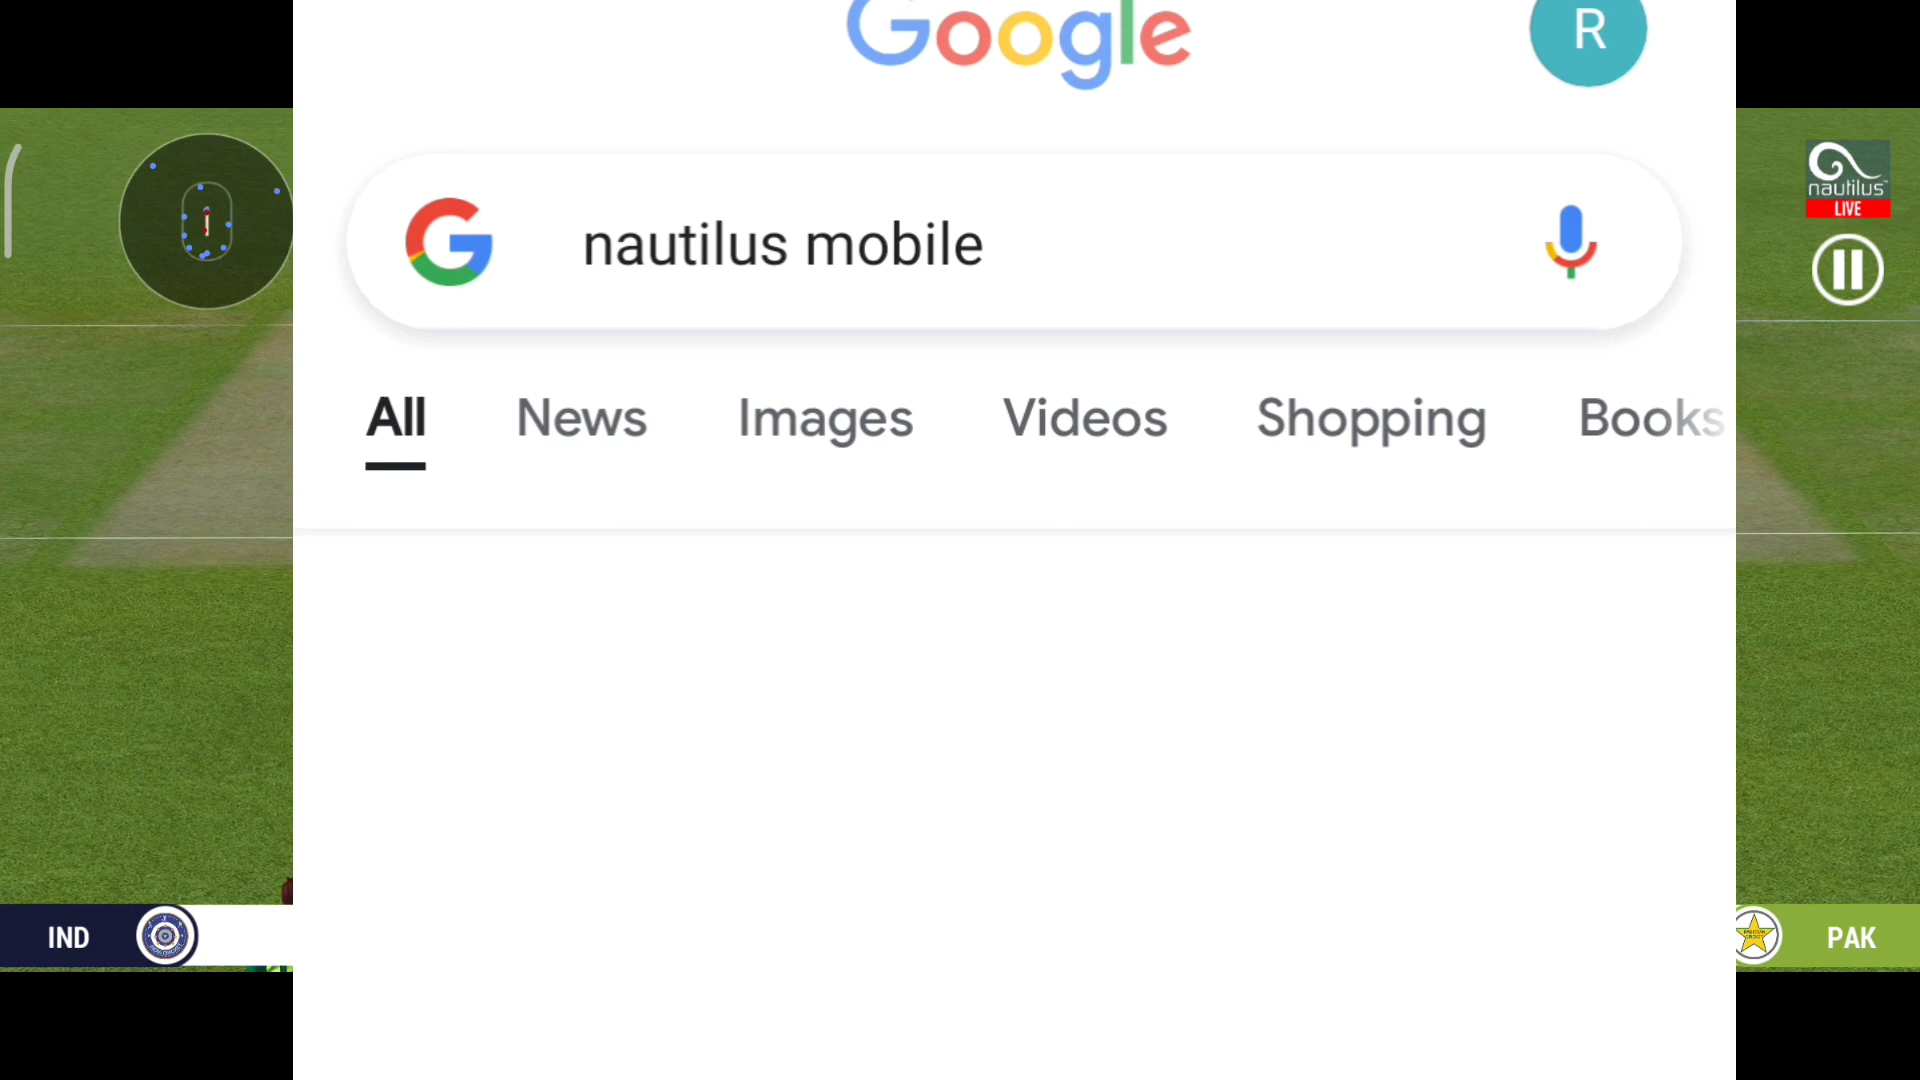 Google
R
nautilus mobile
All News Images Videos Shopping Books
nautilus
LIVE
IND
PAK